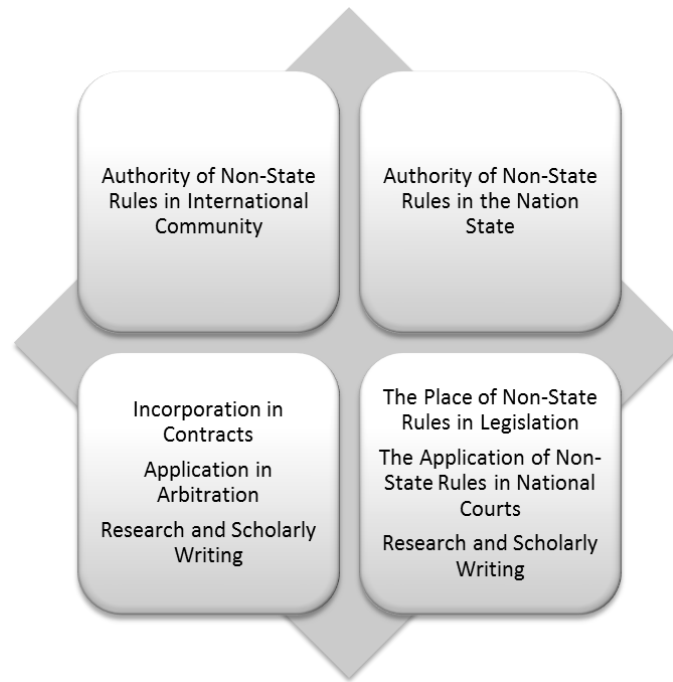 Authority of Non-State
Rules in International
Community
Authority of Non-State
Rules in the Nation
State
Incorporation in
Contracts
Application in
Arbitration
Research and Scholarly
Writing
The Place of Non-State
Rules in Legislation
The Application of Non-
State Rules in National
Courts
Research and Scholarly
Writing